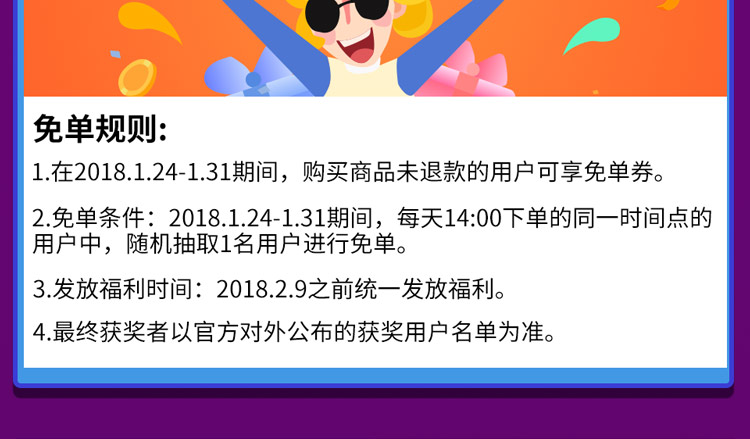 免单规则:
1.在2018.1.24-1.31期间，购买商品未退款的用户可享免单券。
2.免单条件：2018.1.24-1.31期间，每天14:00下单的同一时间点的
用户中，随机抽取1名用户进行免单。
3.发放福利时间：2018.2.9之前统一发放福利。
4.最终获奖者以官方对外公布的获奖用户名单为准。